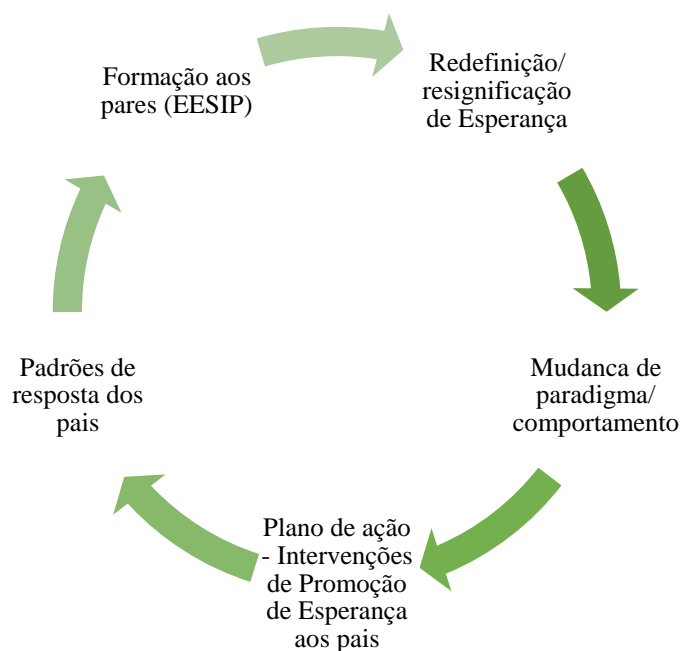 Formação aos
pares (EESIP)
Redefinição/
resignificação
de Esperança
Mudanca de
paradigma/
comportamento
Plano de ação
- Intervenções
de Promoção
de Esperança
aos pais
Padrões de
resposta dos
pais